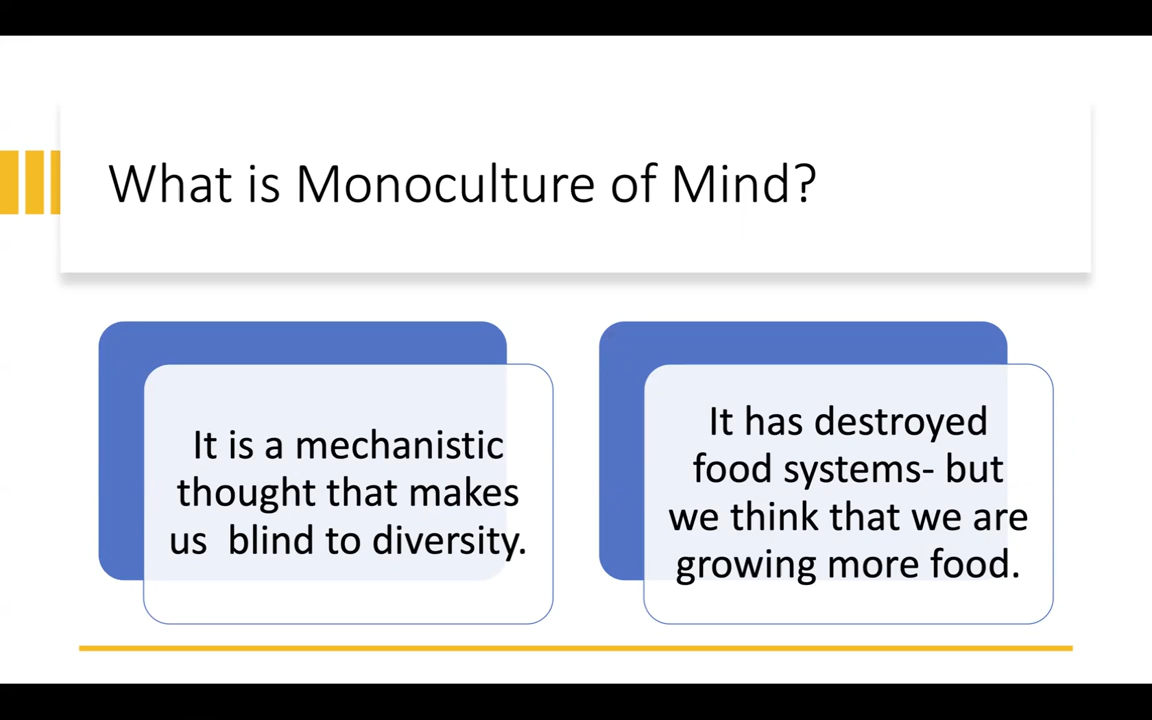 What is Monoculture of Mind?
It is a mechanistic
thought that makes
us  blind to diversity.
It has destroyed
food systems- but
we think that we are
growing more food.